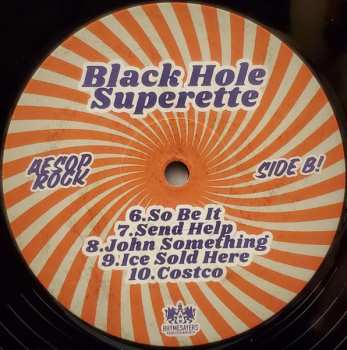 Black Hole
Superette
AESOP
ROCK
SIDE B!
6.So Be It
7.Send Help
8.John Something
9.Ice Sold Here
10.Costco
RHYMESAYERS